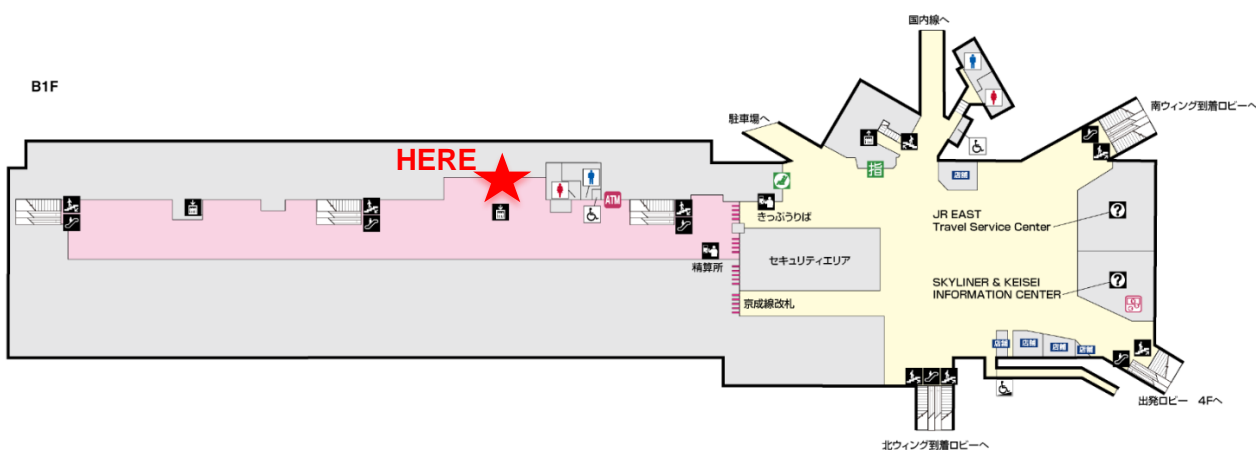 国内線へ
B1F
南ウィング到着ロビーへ
駐車場へ
HERE
指
店舗
ATM
きっぷうりば
JR EAST
Travel Service Center
精算所
セキュリティエリア
SKYLINER & KEISEI
INFORMATION CENTER
京成線改札
店舗
店舗
店舗
店舗
出発ロビー 4Fへ
北ウィング到着ロビーへ